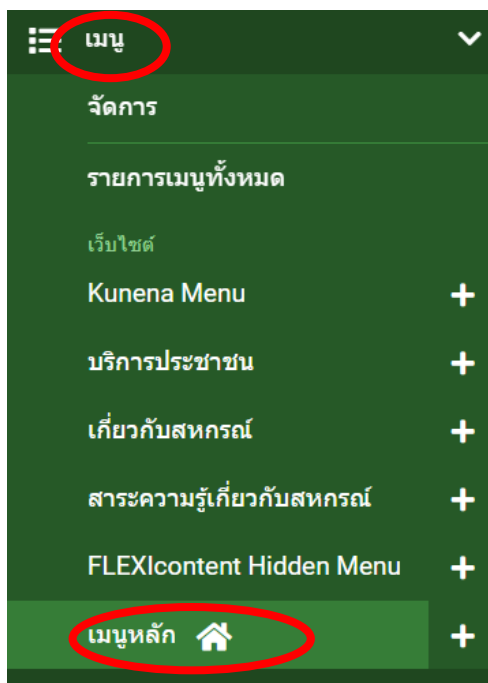 เมนู
จัดการ
รายการเมนูทั้งหมด
เว็บไซต์
Kunena Menu
บริการประชาชน
เกี่ยวกับสหกรณ์
สาระความรู้เกี่ยวกับสหกรณ์
FLEXIcontent Hidden Menu
เมนูหลัก